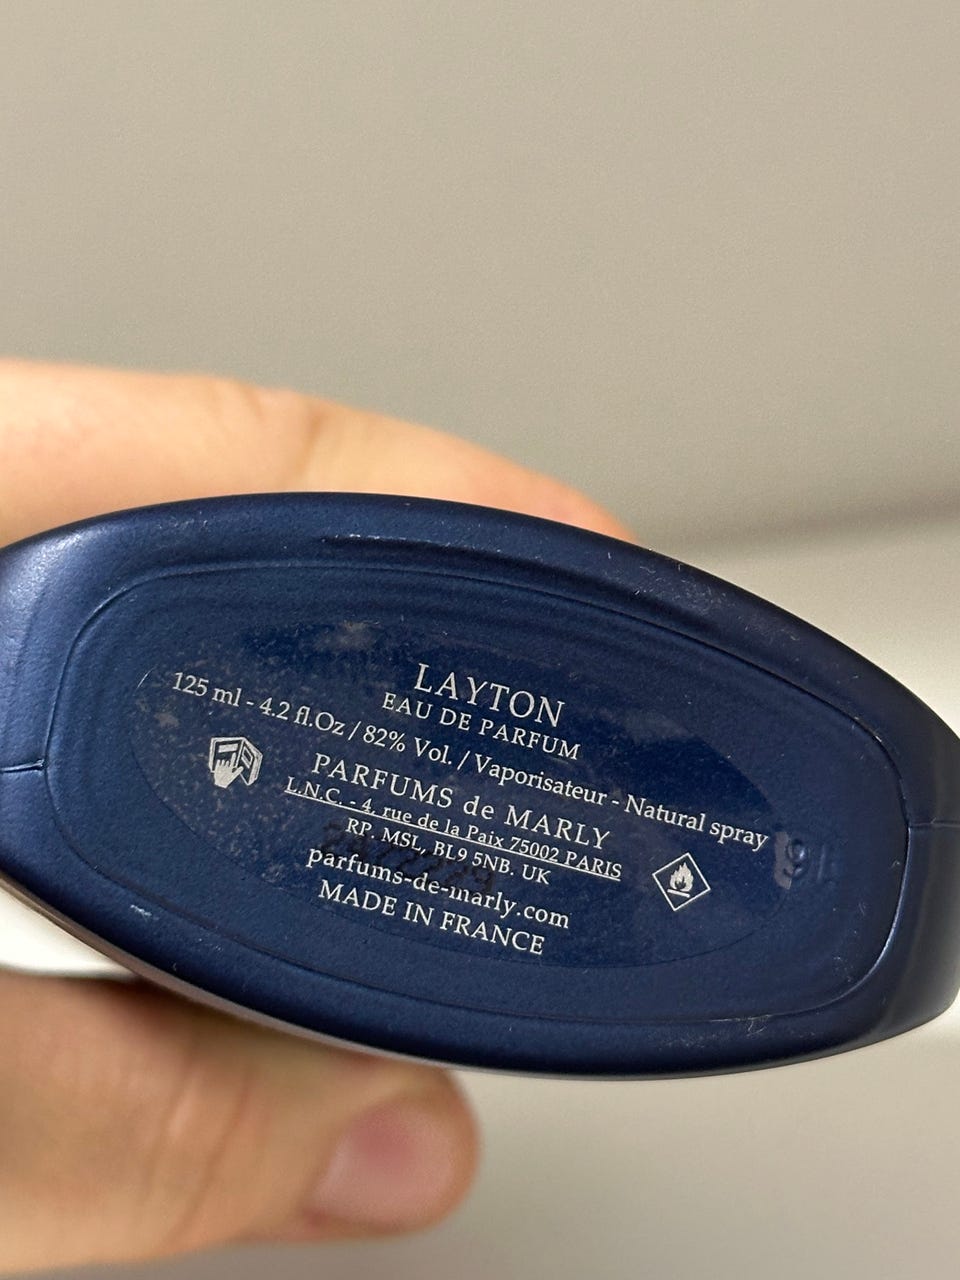 LAYTON
EAU DE PARFUM
125 ml - 4.2 fl.Oz / 82% Vol. / Vaporisateur - Natural spray
PARFUMS de MARLY
L.N.C. - 4, rue de la Paix 75002 PARIS
RP. MSL, BL9 5NB. UK
parfums-de-marly.com
MADE IN FRANCE